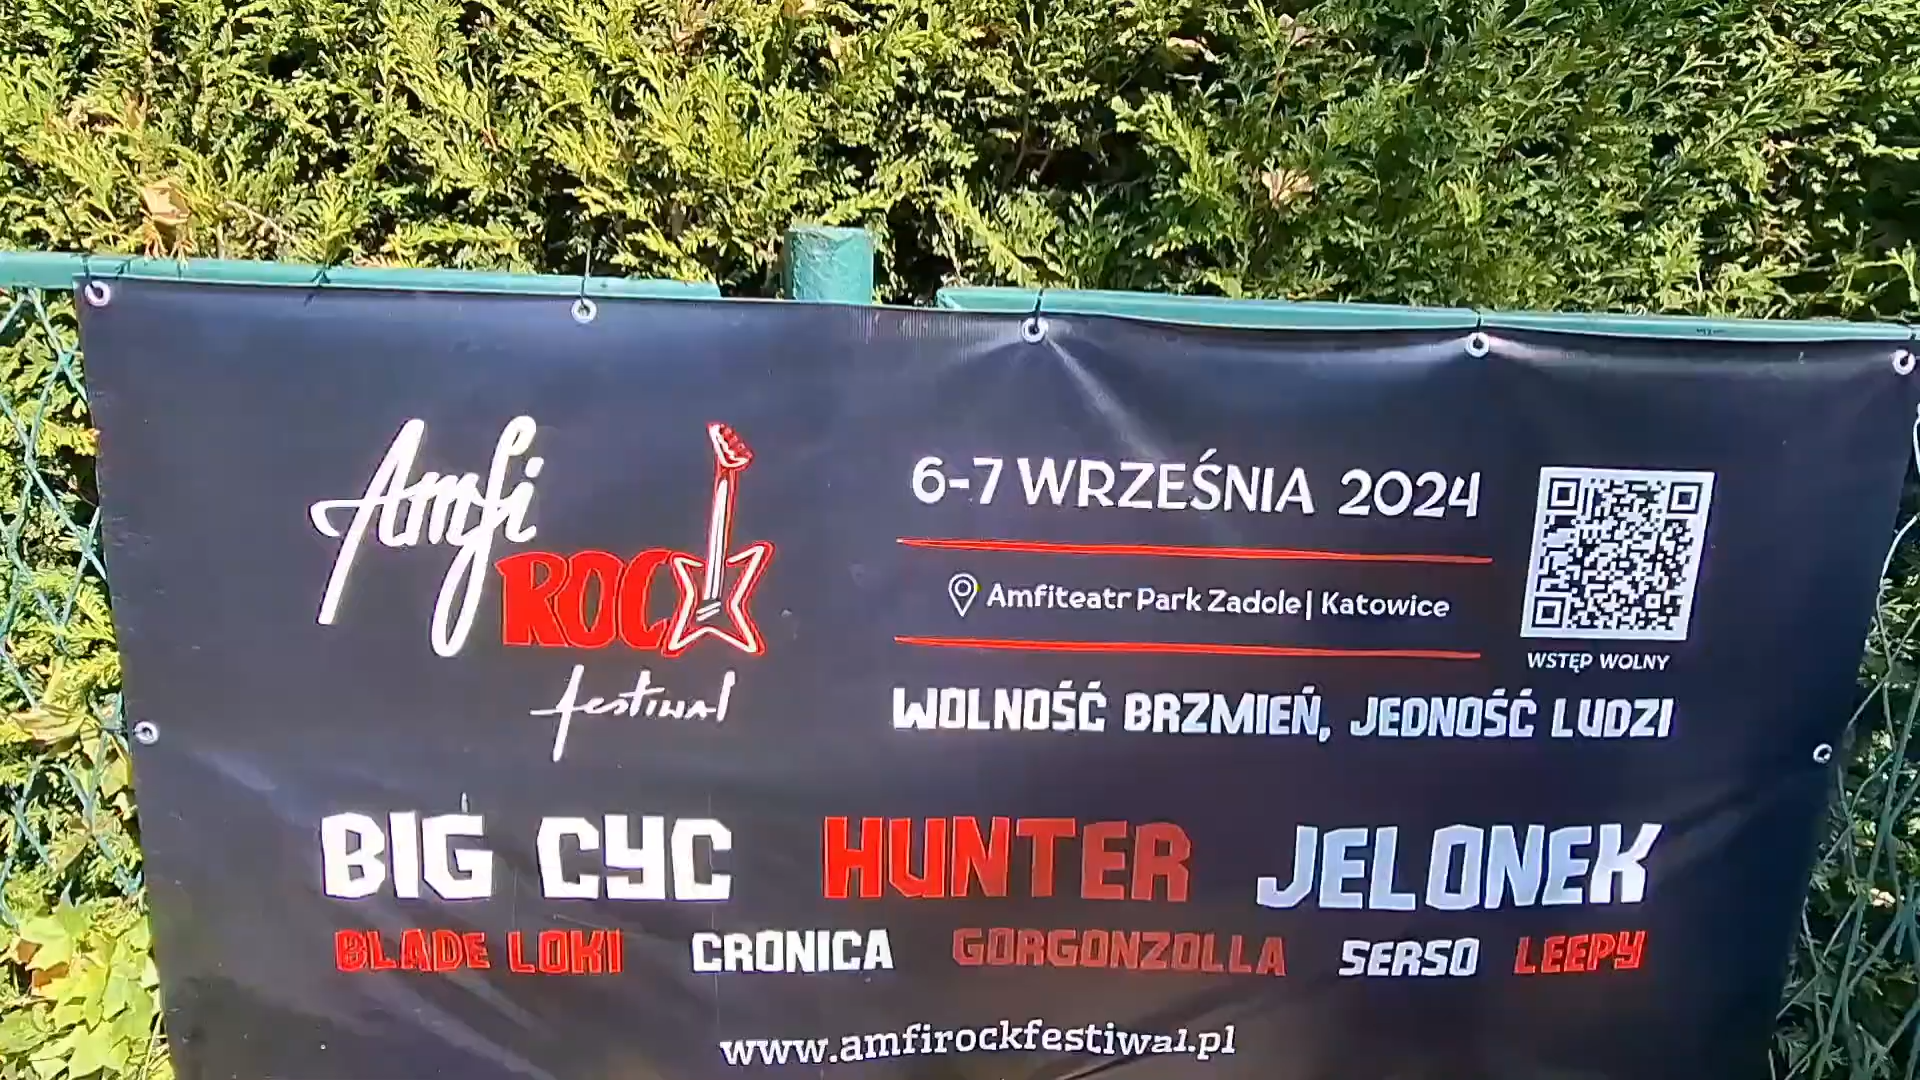 Amfi
ROCK
festiwal
6-7 WRZEŚNIA 2024
Amfiteatr Park Zadole | Katowice
WSTĘP WOLNY
WOLNOŚĆ BRZMIEŃ, JEDNOŚĆ LUDZI
BIG CYC HUNTER JELONEK
BLADE LOKI CRONICA GORGONZOLLA SERSO LEEPY
www.amfirockfestiwal.pl